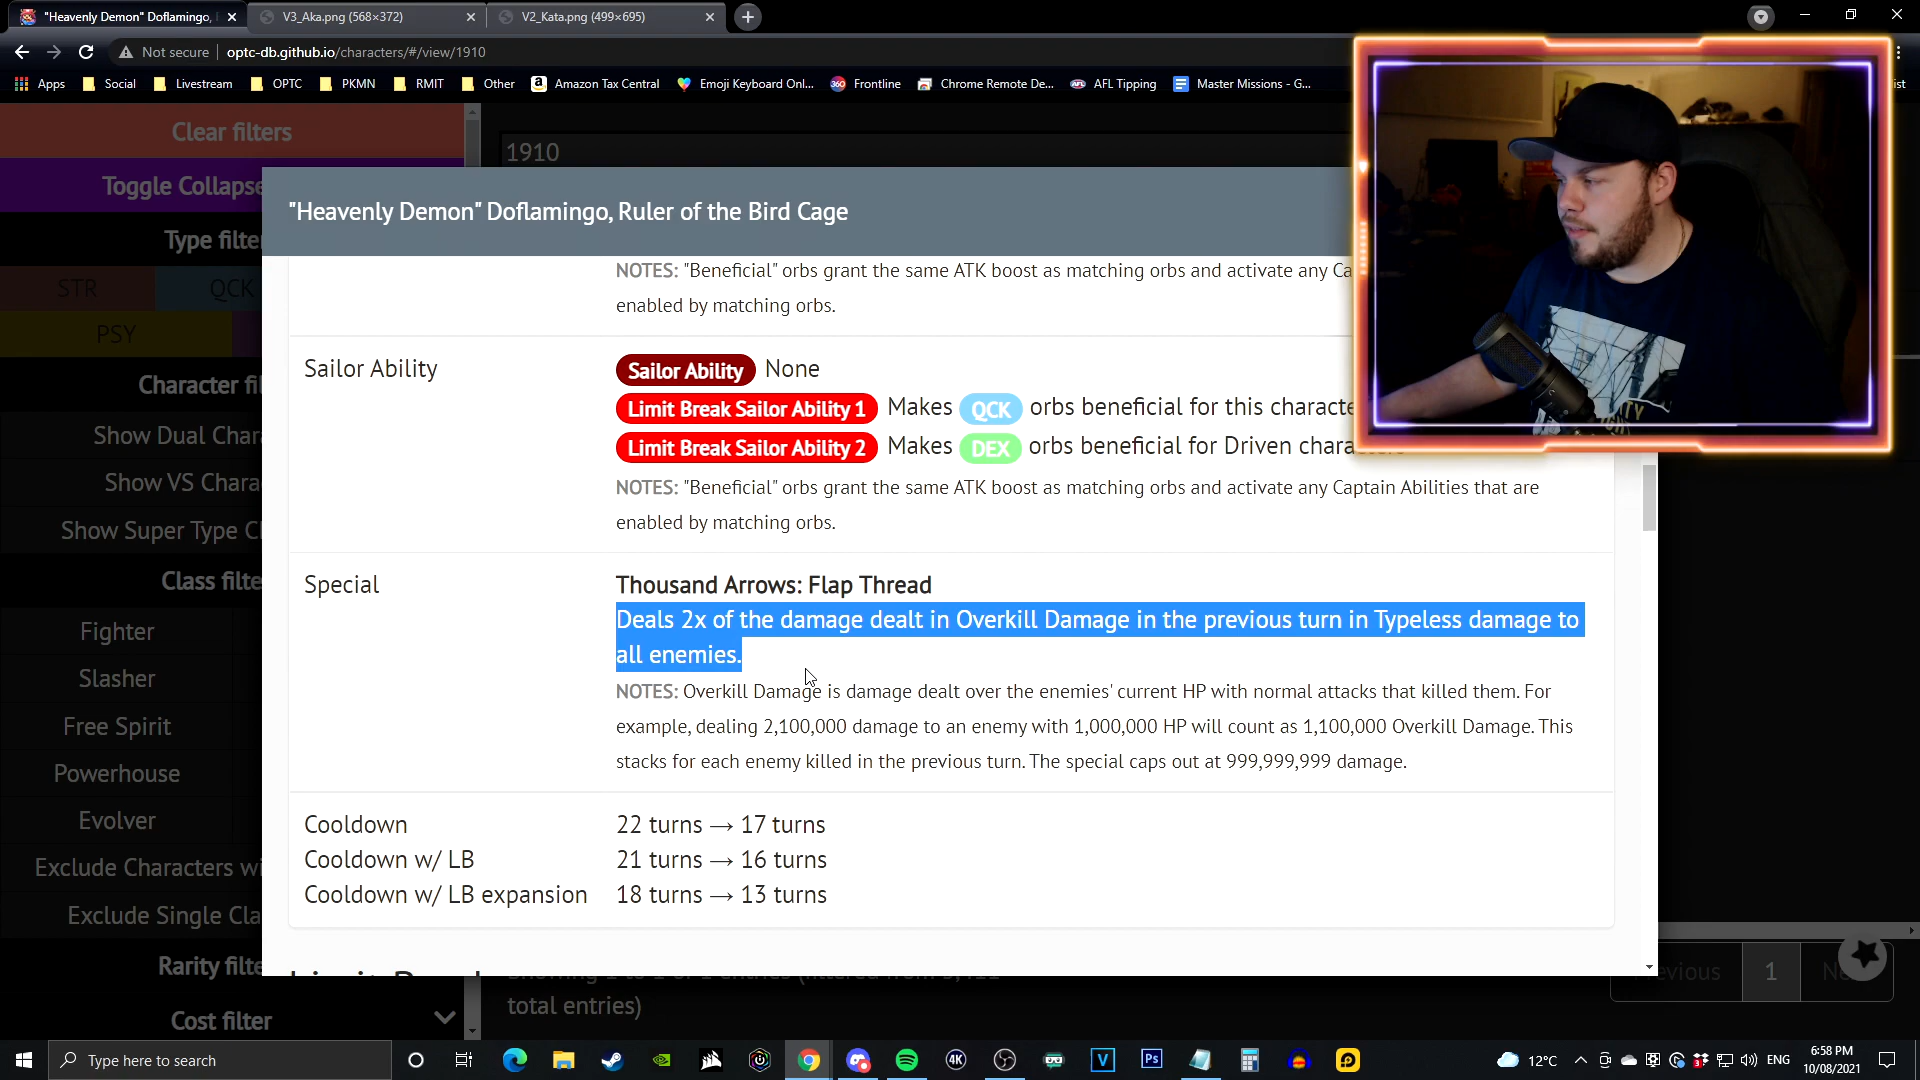 "Heavenly Demon" Doflamingo,
V3_Aka.png (568×372)
V2_Kata.png (499×695)
Not secure
optc-db.github.io/characters/#/view/1910
Apps
Social
Livestream
OPTC
PKMN
RMIT
Other
Amazon Tax Central
Emoji Keyboard Onl...
Frontline
Chrome Remote De...
AFL Tipping
Master Missions - G...
ist
Clear filters
1910
Toggle Collapse
"Heavenly Demon" Doflamingo, Ruler of the Bird Cage
Type filte
STR
QCK
PSY
Character fil
Show Dual Char
Show VS Chara
Show Super Type C
Class filte
Fighter
Slasher
Free Spirit
Powerhouse
Evolver
Exclude Characters wi
Exclude Single Cla
Rarity filte
Cost filter
NOTES: "Beneficial" orbs grant the same ATK boost as matching orbs and activate any Ca
enabled by matching orbs.
Sailor Ability
Sailor Ability None
Limit Break Sailor Ability 1 Makes QCK orbs beneficial for this characte
Limit Break Sailor Ability 2 Makes DEX orbs beneficial for Driven chara
NOTES: "Beneficial" orbs grant the same ATK boost as matching orbs and activate any Captain Abilities that are
enabled by matching orbs.
Special
Thousand Arrows: Flap Thread
Deals 2x of the damage dealt in Overkill Damage in the previous turn in Typeless damage to
all enemies.
NOTES: Overkill Damage is damage dealt over the enemies' current HP with normal attacks that killed them. For
example, dealing 2,100,000 damage to an enemy with 1,000,000 HP will count as 1,100,000 Overkill Damage. This
stacks for each enemy killed in the previous turn. The special caps out at 999,999,999 damage.
Cooldown 22 turns → 17 turns
Cooldown w/ LB 21 turns → 16 turns
Cooldown w/ LB expansion 18 turns → 13 turns
total entries)
evious
1
Ne
Type here to search
4K
V
Ps
12°C
ENG
6:58 PM
10/08/2021